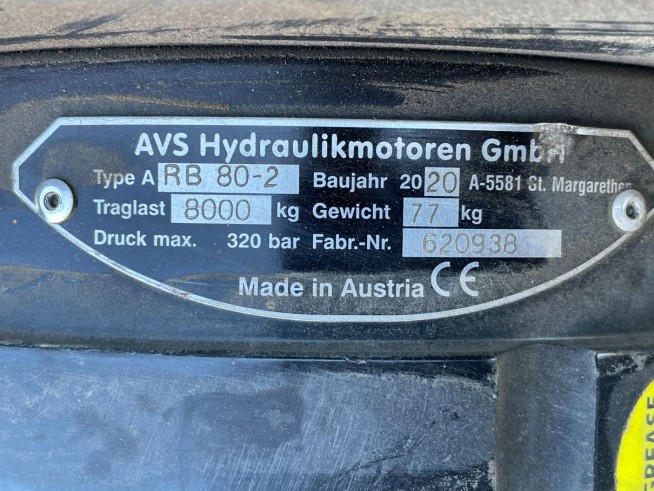 AVS Hydraulikmotoren GmbH
Type A RB 80-2 Baujahr 2020 A-5581 St. Margarethen
Traglast 8000 kg Gewicht 77 kg
Druck max. 320 bar Fabr.-Nr. 620938
Made in Austria CE
GREASE